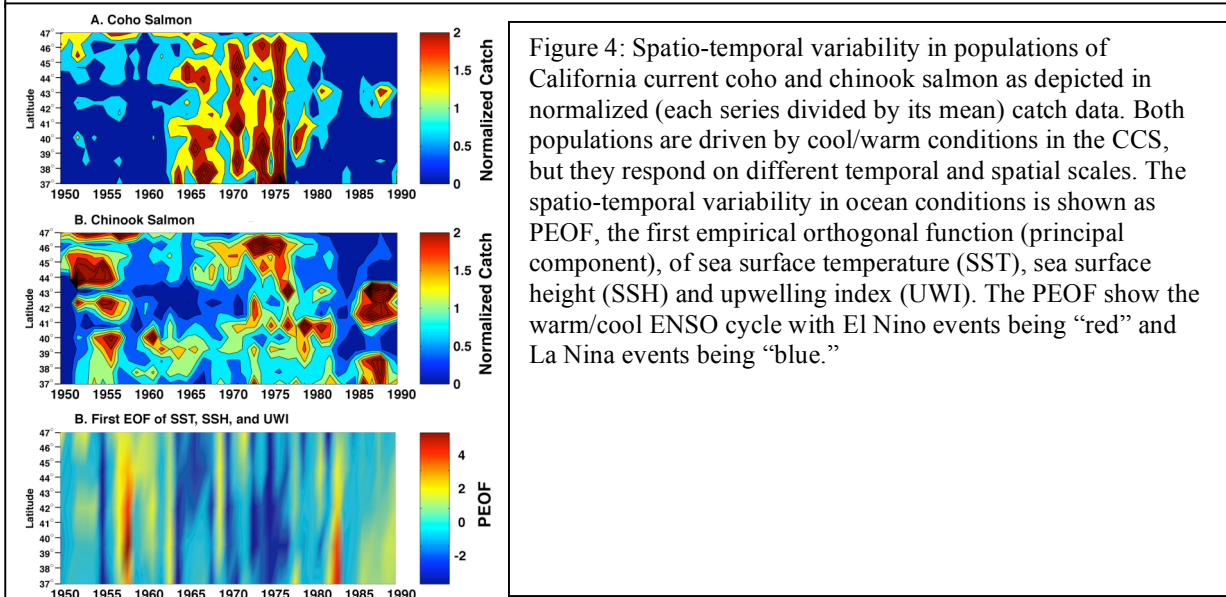 A. Coho Salmon
47°
46°
45°
44°
43°
42°
41°
40°
39°
38°
37°
Latitude
1950 1955 1960 1965 1970 1975 1980 1985 1990
2
1.5
1
0.5
0
Normalized Catch
B. Chinook Salmon
47°
46°
45°
44°
43°
42°
41°
40°
39°
38°
37°
Latitude
1950 1955 1960 1965 1970 1975 1980 1985 1990
2
1.5
1
0.5
0
Normalized Catch
B. First EOF of SST, SSH, and UWI
47°
46°
45°
44°
43°
42°
41°
40°
39°
38°
37°
Latitude
1950 1955 1960 1965 1970 1975 1980 1985 1990
4
2
0
-2
PEOF
Figure 4: Spatio-temporal variability in populations of
California current coho and chinook salmon as depicted in
normalized (each series divided by its mean) catch data. Both
populations are driven by cool/warm conditions in the CCS,
but they respond on different temporal and spatial scales. The
spatio-temporal variability in ocean conditions is shown as
PEOF, the first empirical orthogonal function (principal
component), of sea surface temperature (SST), sea surface
height (SSH) and upwelling index (UWI). The PEOF show the
warm/cool ENSO cycle with El Nino events being “red” and
La Nina events being “blue.”